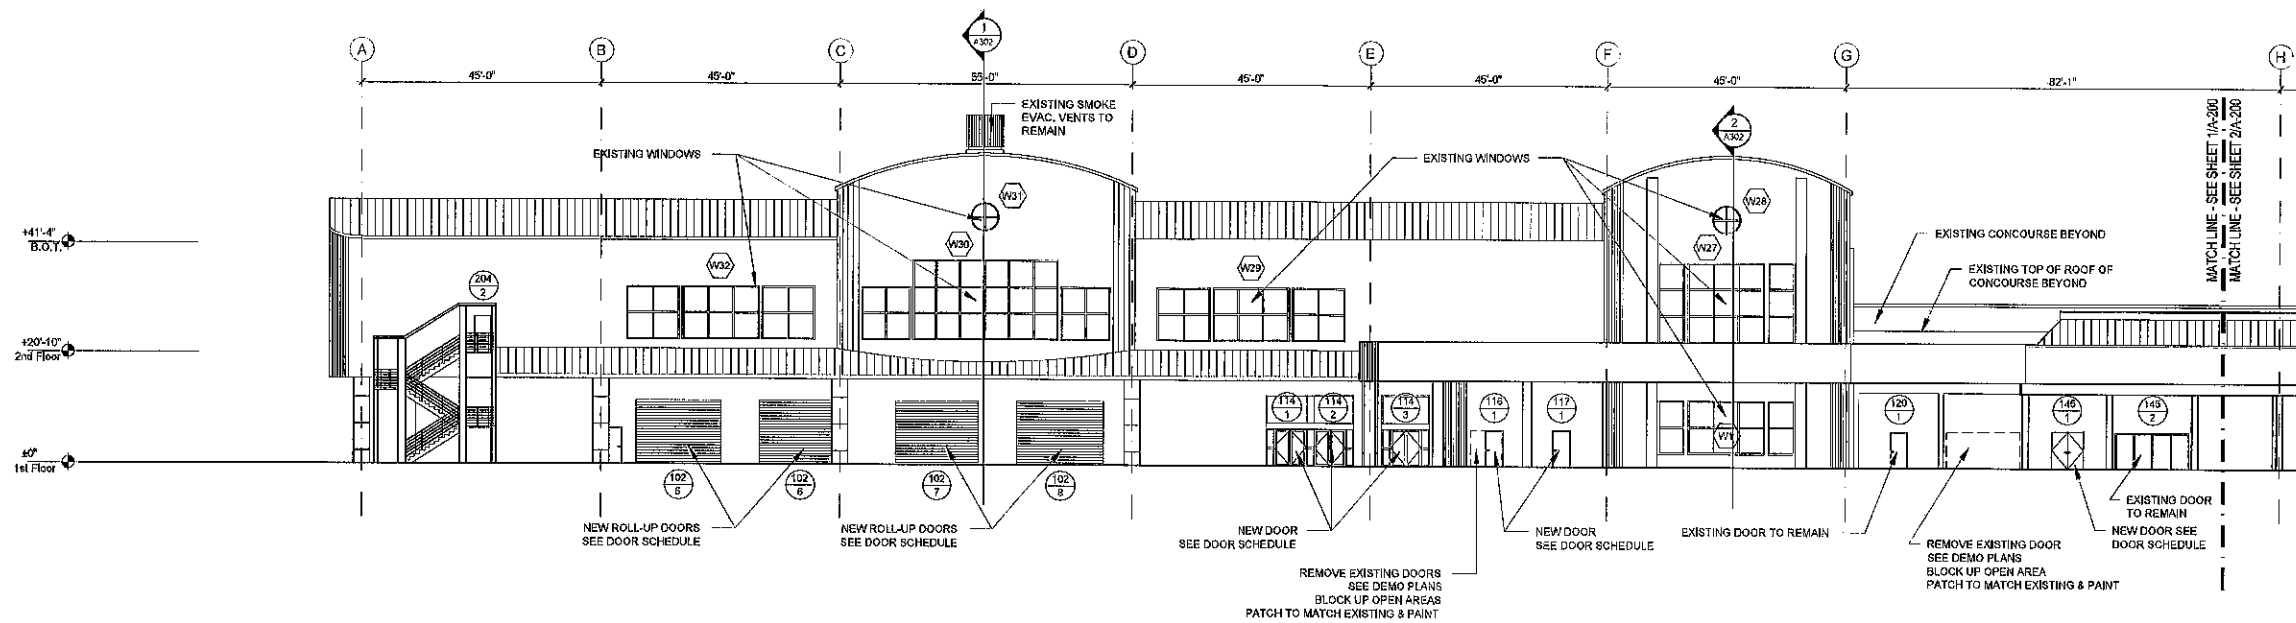 1
A302
A
B
C
D
E
F
G
H
45'-0"
45'-0"
55'-0"
45'-0"
45'-0"
45'-0"
82'-1"
EXISTING SMOKE
EVAC. VENTS TO
REMAIN
2
A302
MATCH LINE - SEE SHEET 1/A-200
MATCH LINE - SEE SHEET 2/A-200
EXISTING WINDOWS
EXISTING WINDOWS
W31
W28
W30
W27
W32
W29
+41'-4"
B.O.T.
EXISTING CONCOURSE BEYOND
EXISTING TOP OF ROOF OF
CONCOURSE BEYOND
204
2
+20'-10"
2nd Floor
114
1
114
2
114
3
116
1
117
1
120
1
145
1
145
2
W1
±0"
1st Floor
102
5
102
6
102
7
102
8
NEW ROLL-UP DOORS
SEE DOOR SCHEDULE
NEW ROLL-UP DOORS
SEE DOOR SCHEDULE
NEW DOOR
SEE DOOR SCHEDULE
NEW DOOR
SEE DOOR SCHEDULE
EXISTING DOOR TO REMAIN
EXISTING DOOR
TO REMAIN
NEW DOOR SEE
DOOR SCHEDULE
REMOVE EXISTING DOORS
SEE DEMO PLANS
BLOCK UP OPEN AREAS
PATCH TO MATCH EXISTING & PAINT
REMOVE EXISTING DOOR
SEE DEMO PLANS
BLOCK UP OPEN AREA
PATCH TO MATCH EXISTING & PAINT